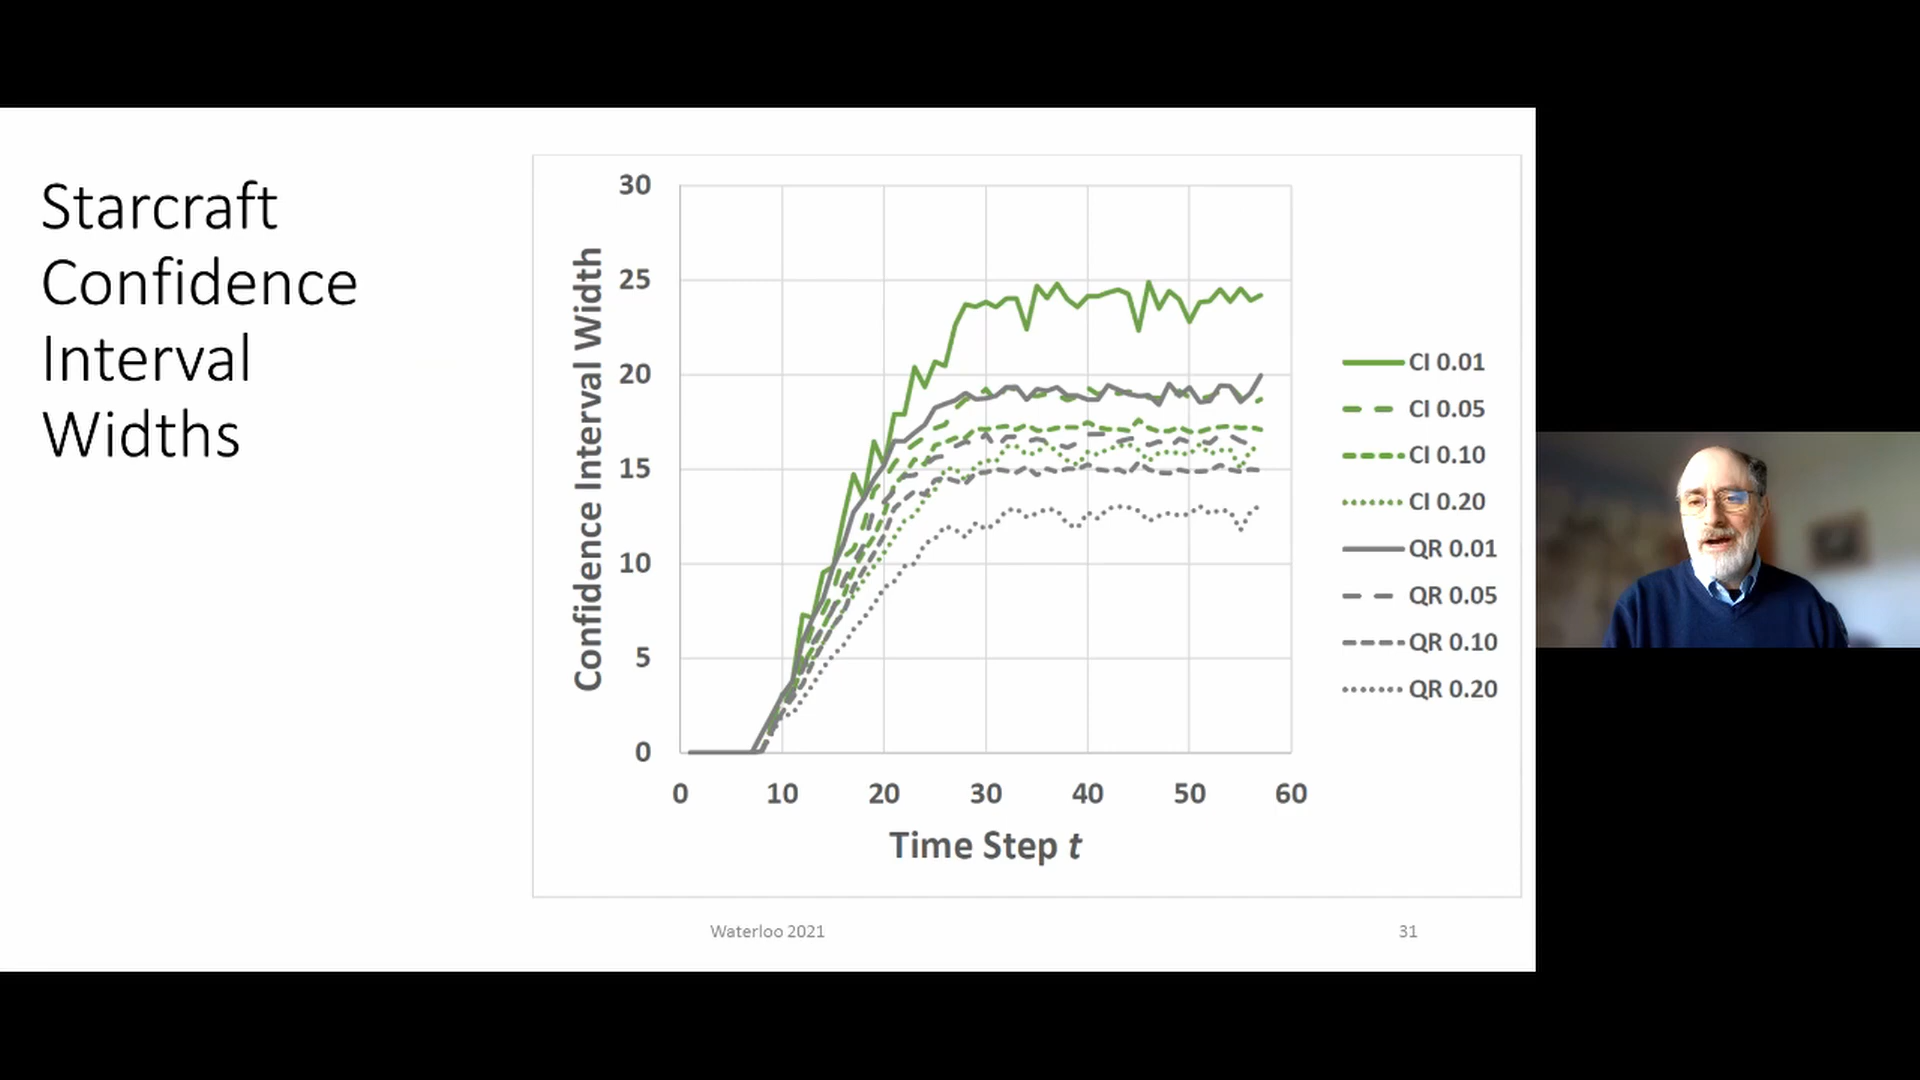 Starcraft
Confidence
Interval
Widths
Confidence Interval Width
30
25
20
15
10
5
0
0 10 20 30 40 50 60
Time Step t
CI 0.01
CI 0.05
CI 0.10
CI 0.20
QR 0.01
QR 0.05
QR 0.10
QR 0.20
Waterloo 2021
31